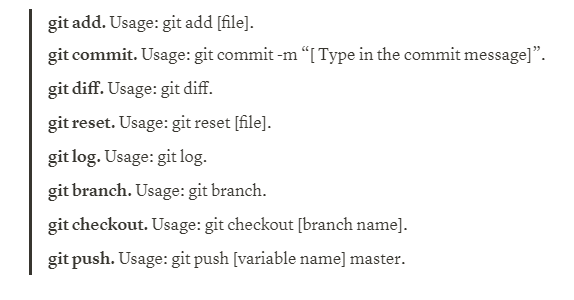 git add. Usage: git add [file].
git commit. Usage: git commit -m “[ Type in the commit message]”.
git diff. Usage: git diff.
git reset. Usage: git reset [file].
git log. Usage: git log.
git branch. Usage: git branch.
git checkout. Usage: git checkout [branch name].
git push. Usage: git push [variable name] master.